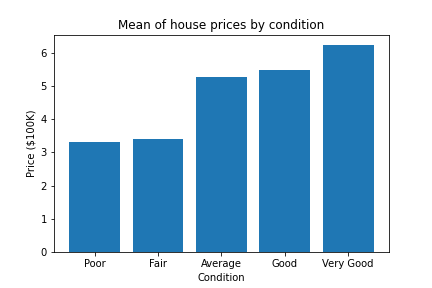 Mean of house prices by condition
Price ($100K)
6
5
4
3
2
1
0
Poor Fair Average Good Very Good
Condition